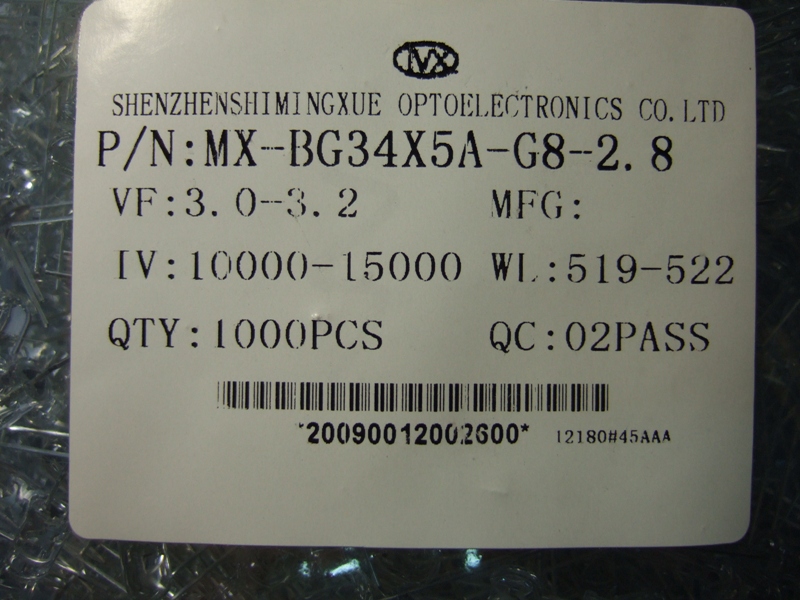 MX
SHENZHENSHIMINGXUE OPTOELECTRONICS CO.LTD
P/N:MX-BG34X5A-G8-2.8
VF:3.0-3.2 MFG:
IV:10000-15000 WL:519-522
QTY:1000PCS QC:02PASS
*20090012002600* 12180#45AAA